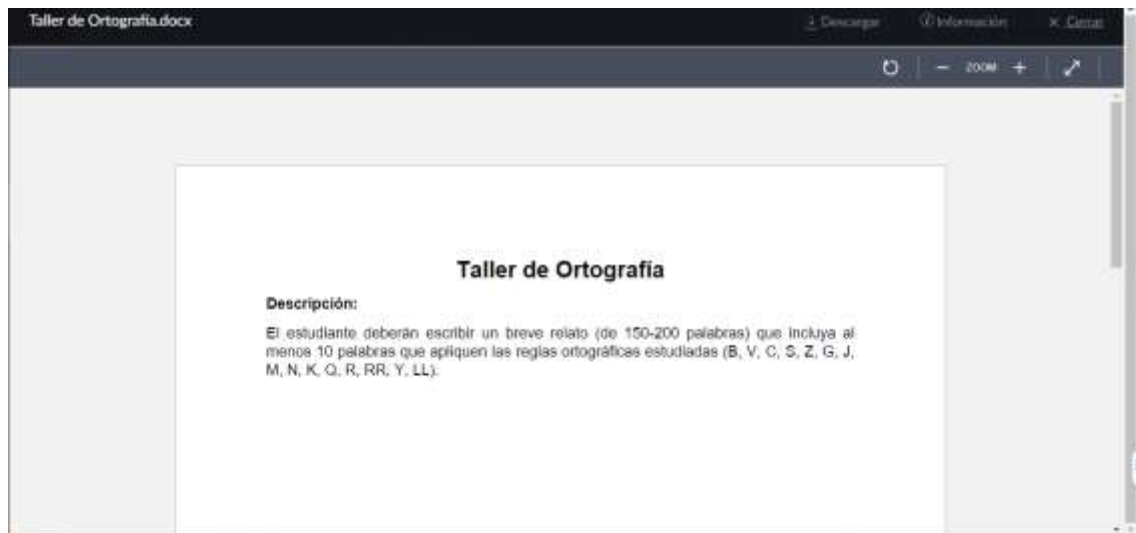 Taller de Ortografía.docx
Descargar Información × Cerrar
ZOOM
Taller de Ortografía
Descripción:
El estudiante deberán escribir un breve relato (de 150-200 palabras) que incluya al
menos 10 palabras que apliquen las reglas ortográficas estudiadas (B, V, C, S, Z, G, J,
M, N, K, Q, R, RR, Y, LL).